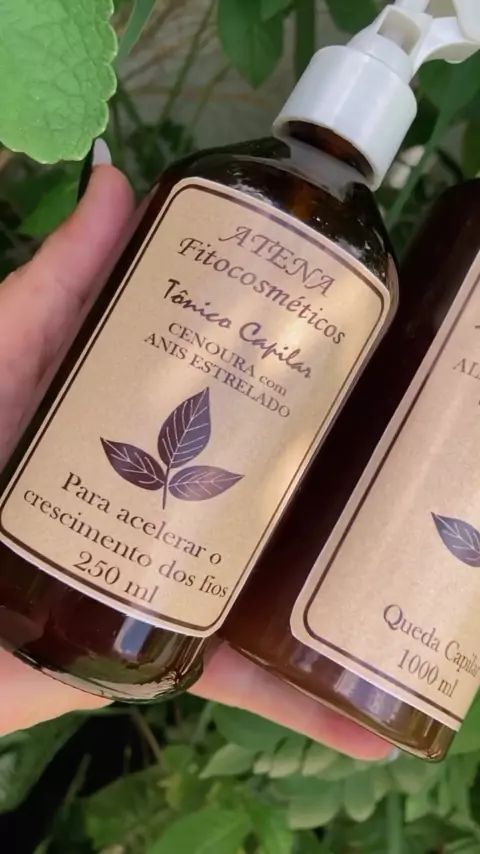 ATENA
Fitocosméticos
Tônico Capilar
CENOURA com
ANIS ESTRELADO
Para acelerar o
crescimento dos fios
250 ml
Queda Capilar
1000 ml